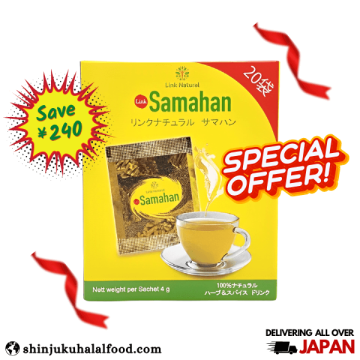 Link Natural
20袋
Link Samahan
リンクナチュラル サマハン
Save
¥240
SPECIAL
OFFER!
Link Natural
Samahan
Nett weight per Sachet 4 g
100%ナチュラル
ハーブ&スパイス ドリンク
shinjukuhalalfood.com
DELIVERING ALL OVER
JAPAN